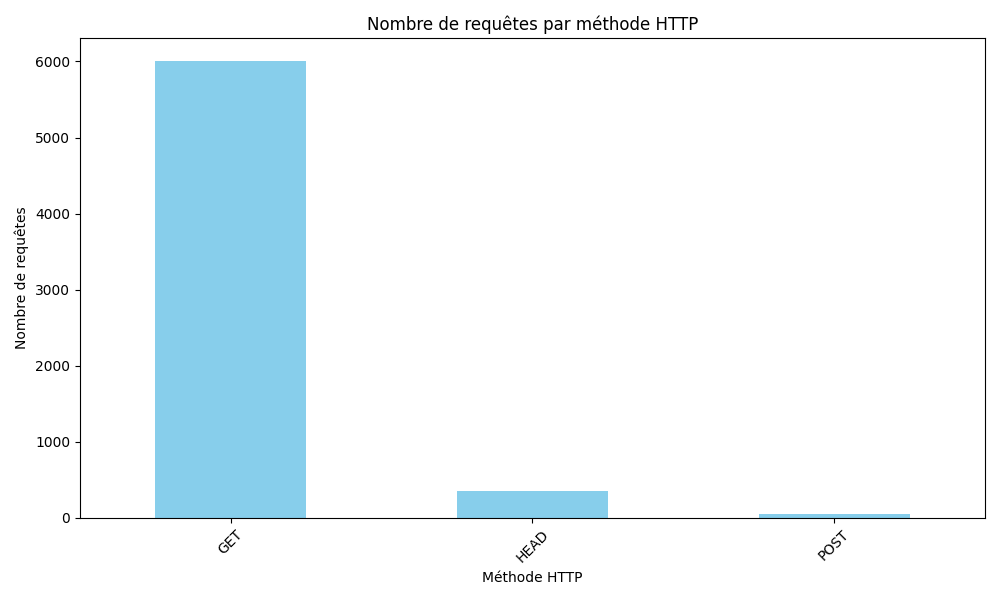 Nombre de requêtes par méthode HTTP
Nombre de requêtes
6000
5000
4000
3000
2000
1000
0
GET
HEAD
POST
Méthode HTTP